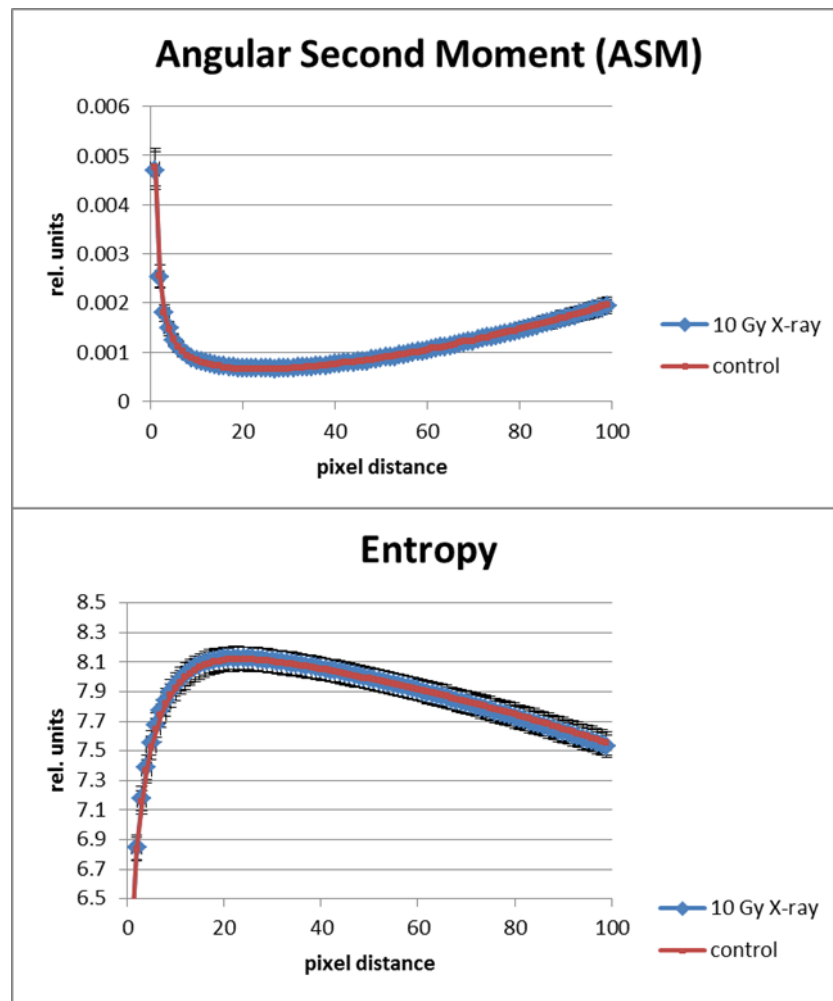 Angular Second Moment (ASM)
0.006
0.005
0.004
0.003
0.002
0.001
0
rel. units
0 20 40 60 80 100
pixel distance
10 Gy X-ray
control
Entropy
8.5
8.3
8.1
7.9
7.7
7.5
7.3
7.1
6.9
6.7
6.5
rel. units
0 20 40 60 80 100
pixel distance
10 Gy X-ray
control